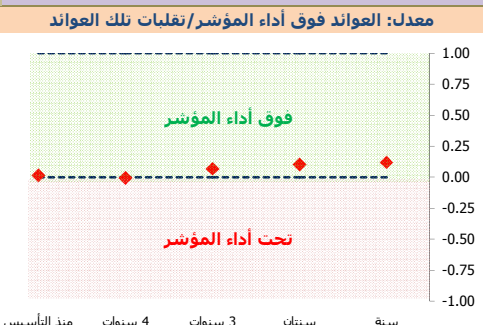 معدل: العوائد فوق أداء المؤشر/تقلبات تلك العوائد
1.00
0.75
0.50
فوق أداء المؤشر
0.25
0.00
-0.25
-0.50
تحت أداء المؤشر
-0.75
-1.00
سنة سنتان 3 سنوات 4 سنوات منذ التأسيس